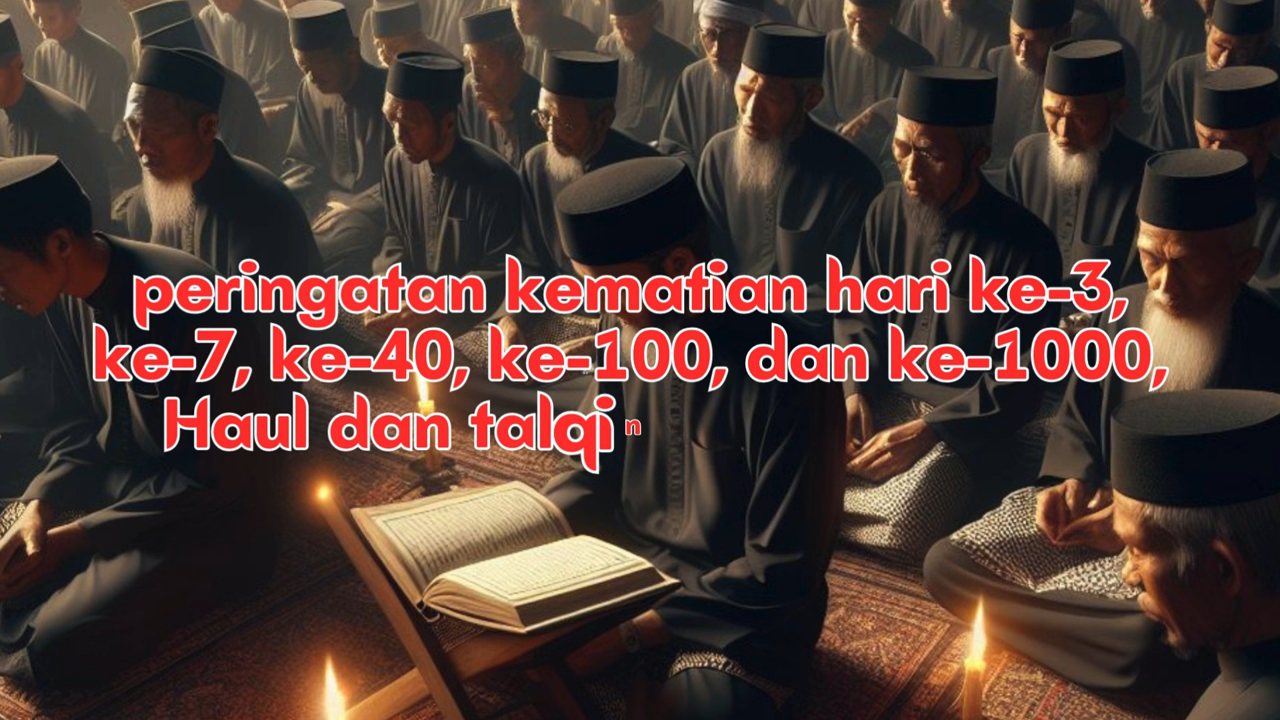 peringatan kematian hari ke-3,
ke-7, ke-40, ke-100, dan ke-1000,
Haul dan talqin